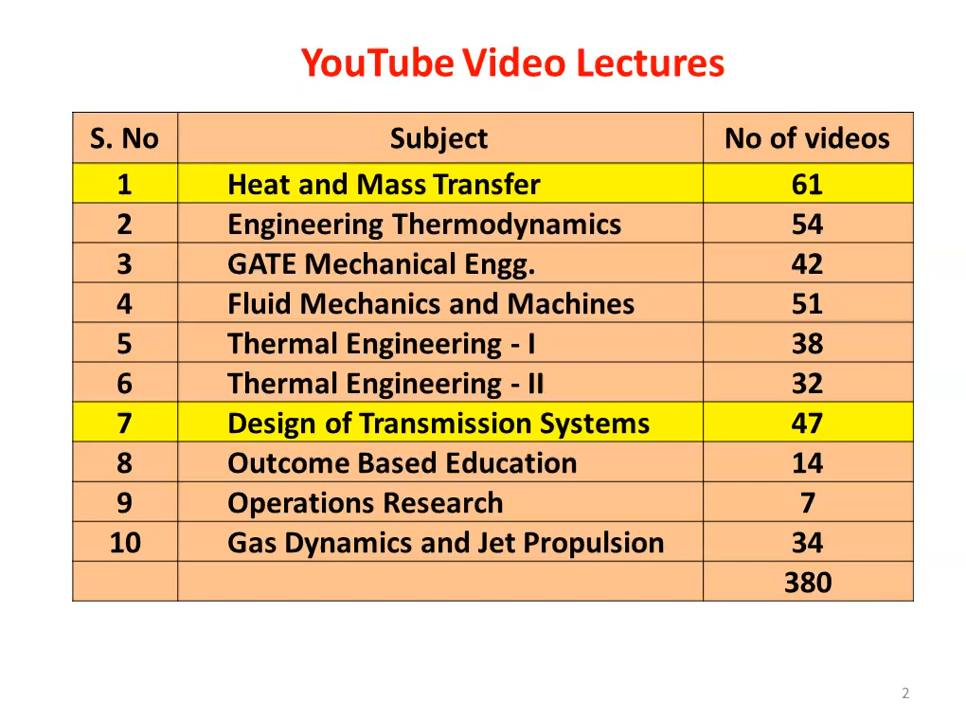 YouTube Video Lectures
S. No Subject No of videos
1 Heat and Mass Transfer 61
2 Engineering Thermodynamics 54
3 GATE Mechanical Engg. 42
4 Fluid Mechanics and Machines 51
5 Thermal Engineering - I 38
6 Thermal Engineering - II 32
7 Design of Transmission Systems 47
8 Outcome Based Education 14
9 Operations Research 7
10 Gas Dynamics and Jet Propulsion 34
380
2